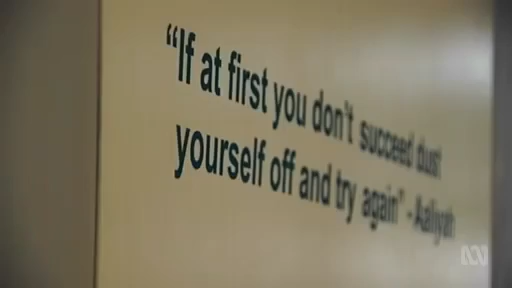 “If at first you don't succeed dust
yourself off and try again” - Aaliyah